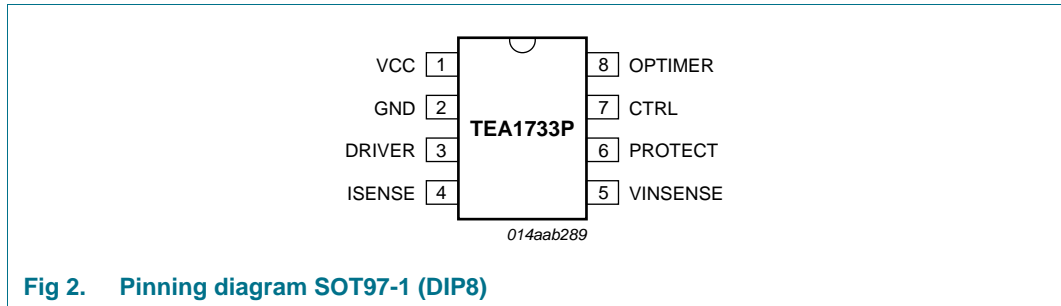 VCC 1 8 OPTIMER
GND 2 7 CTRL
TEA1733P
DRIVER 3 6 PROTECT
ISENSE 4 5 VINSENSE
014aab289
Fig 2. Pinning diagram SOT97-1 (DIP8)